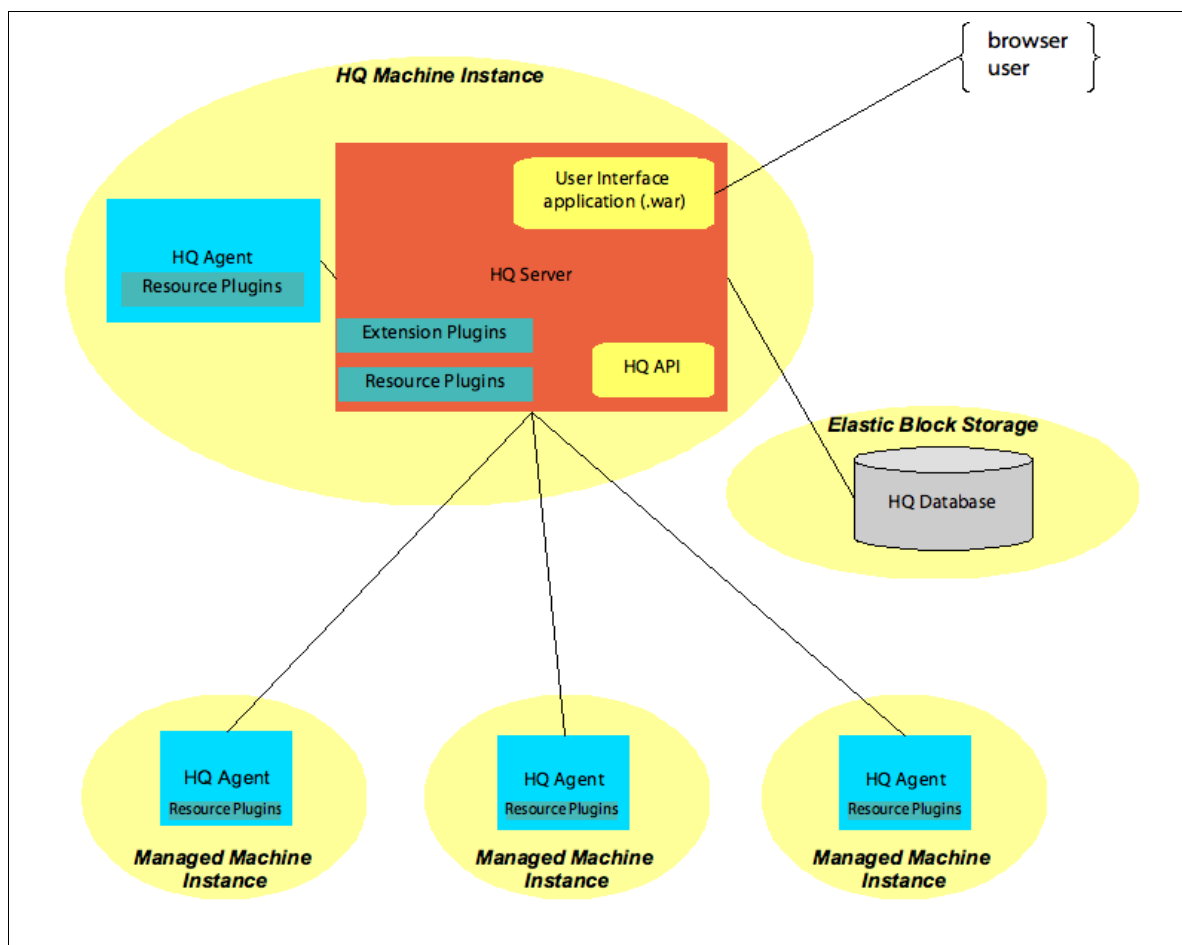 browser
user
HQ Machine Instance
User Interface
application (.war)
HQ Agent
Resource Plugins
HQ Server
Extension Plugins
Resource Plugins
HQ API
Elastic Block Storage
HQ Database
HQ Agent
Resource Plugins
Managed Machine
Instance
HQ Agent
Resource Plugins
Managed Machine
Instance
HQ Agent
Resource Plugins
Managed Machine
Instance